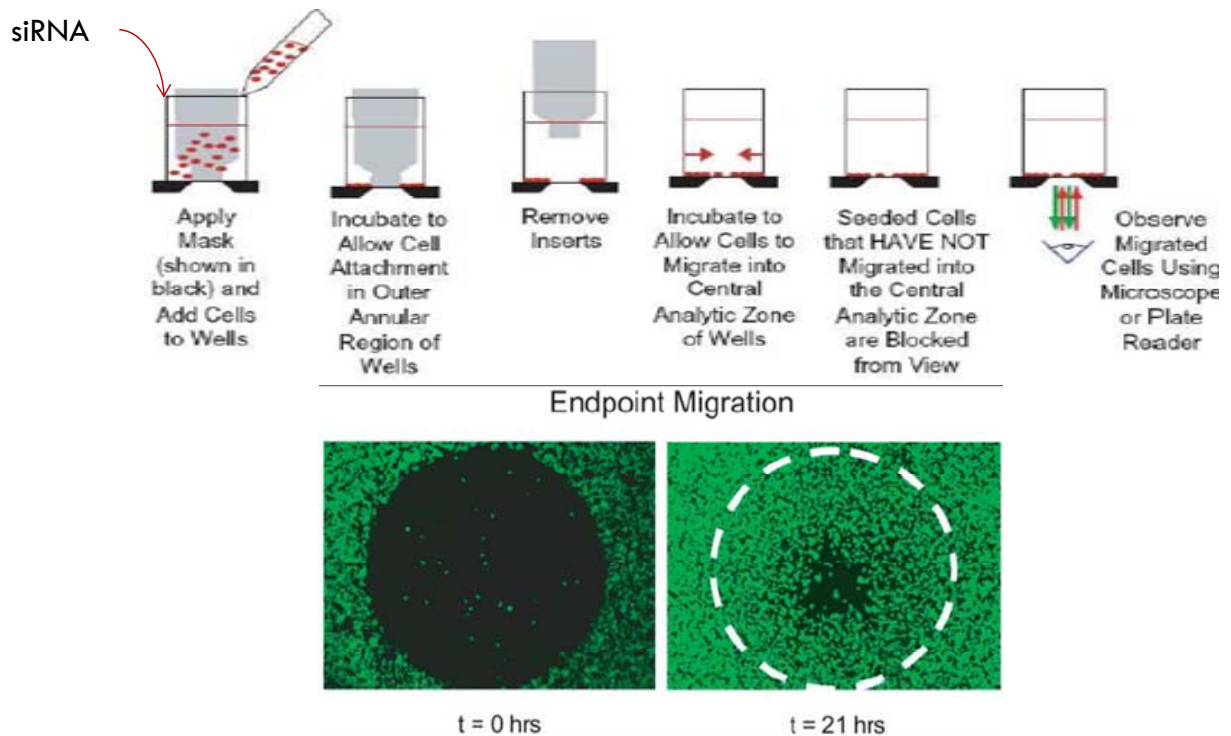 siRNA
Apply
Mask
(shown in
black) and
Add Cells
to Wells
Incubate to
Allow Cell
Attachment
in Outer
Annular
Region of
Wells
Remove
Inserts
Incubate to
Allow Cells to
Migrate into
Central
Analytic Zone
of Wells
Seeded Cells
that HAVE NOT
Migrated into
the Central
Analytic Zone
are Blocked
from View
Observe
Migrated
Cells Using
Microscope
or Plate
Reader
Endpoint Migration
t = 0 hrs
t = 21 hrs